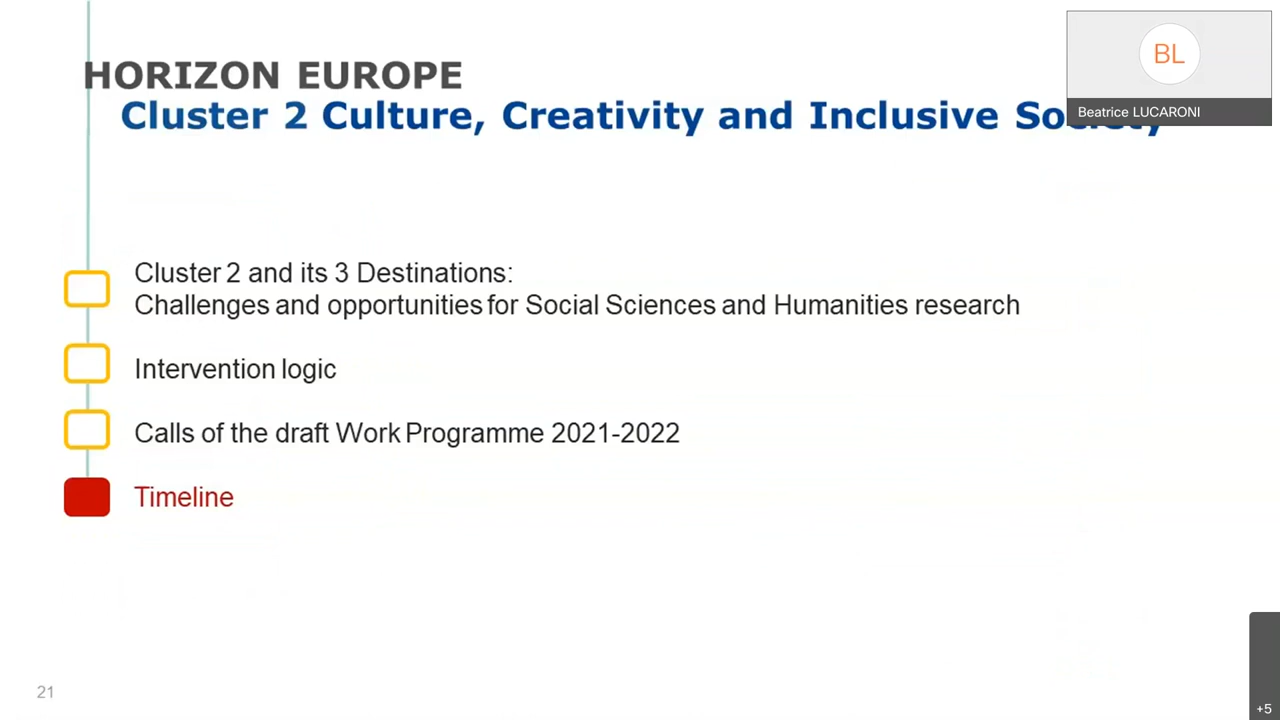 HORIZON EUROPE
Cluster 2 Culture, Creativity and Inclusive
BL
Beatrice LUCARONI
Cluster 2 and its 3 Destinations:
Challenges and opportunities for Social Sciences and Humanities research
Intervention logic
Calls of the draft Work Programme 2021-2022
Timeline
21
+5